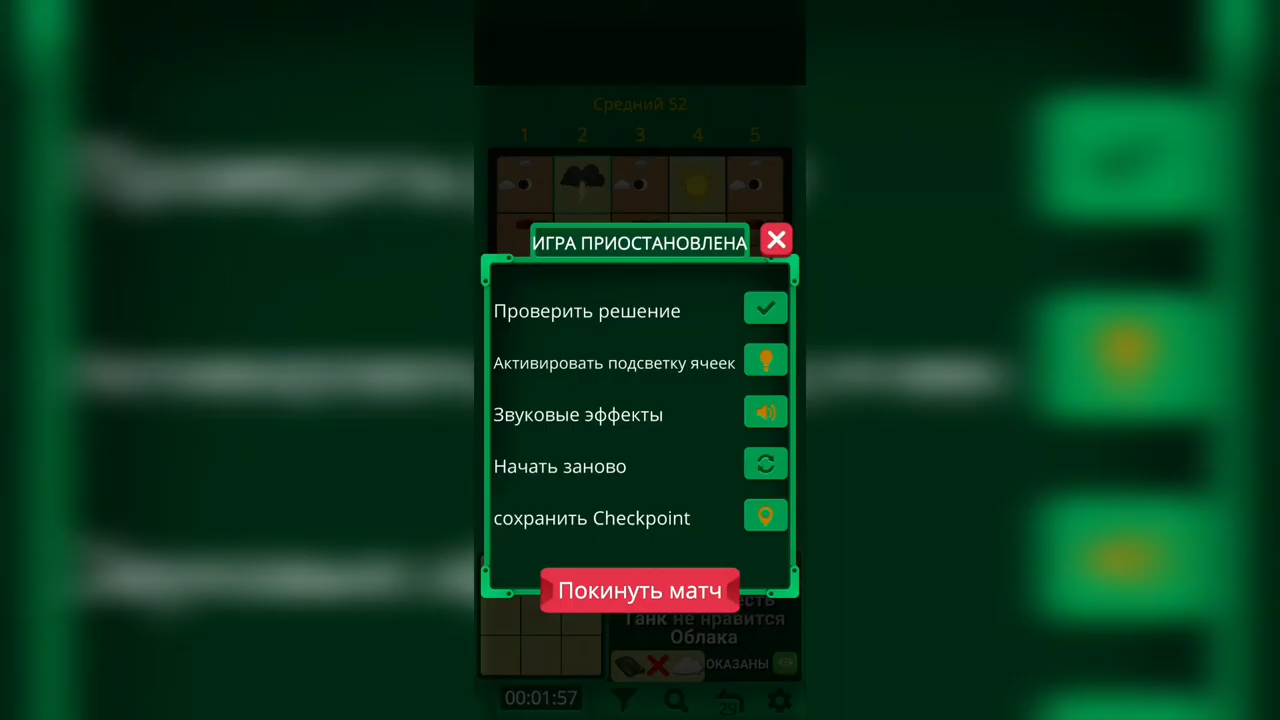 Средний 52
1 2 3 4 5
ИГРА ПРИОСТАНОВЛЕНА
Проверить решение
Активировать подсветку ячеек
Звуковые эффекты
Начать заново
сохранить Checkpoint
Покинуть матч
Танк не нравится
Облака
ОКАЗАНЫ
00:01:57
29